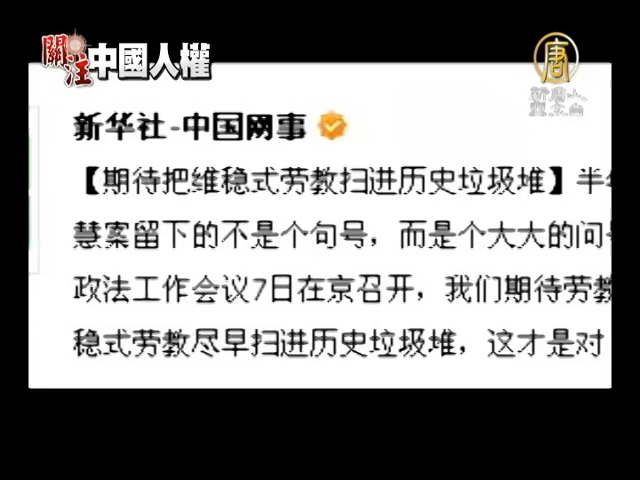 關注中國人權
唐
新唐人
新华社-中国网事
【期待把维稳式劳教扫进历史垃圾堆】半年
慧案留下的不是个句号，而是个大大的问号
政法工作会议7日在京召开，我们期待劳教
稳式劳教尽早扫进历史垃圾堆，这才是对